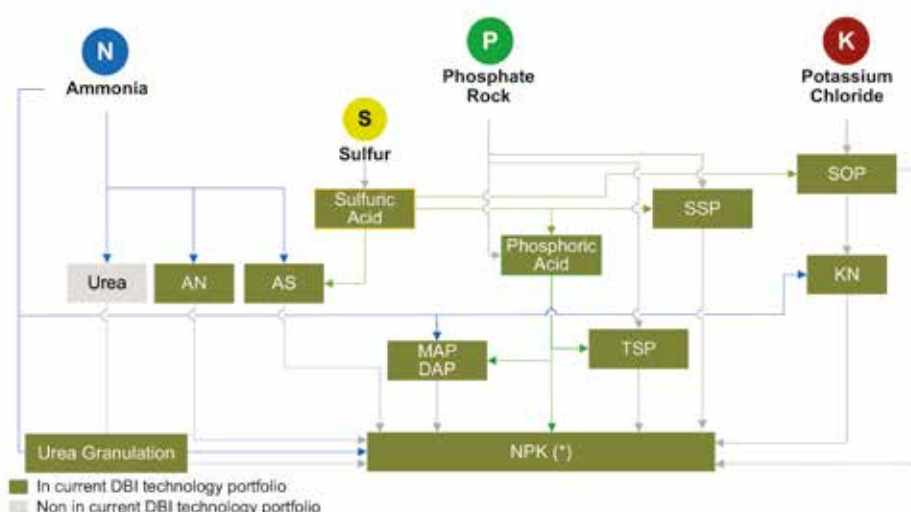 N
Ammonia
P
Phosphate
Rock
K
Potassium
Chloride
S
Sulfur
Sulfuric
Acid
SOP
SSP
Phosphoric
Acid
Urea
AN
AS
KN
MAP
DAP
TSP
Urea Granulation
NPK (*)
In current DBI technology portfolio
Non in current DBI technology portfolio